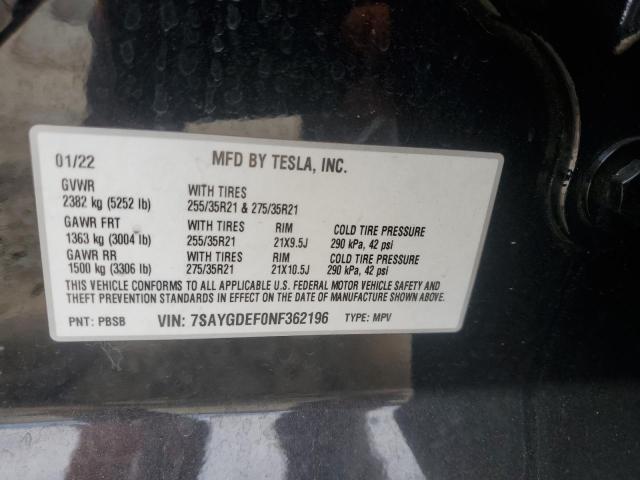 01/22 MFD BY TESLA, INC.
GVWR WITH TIRES
2382 kg (5252 lb) 255/35R21 & 275/35R21
GAWR FRT WITH TIRES RIM COLD TIRE PRESSURE
1363 kg (3004 lb) 255/35R21 21X9.5J 290 kPa, 42 psi
GAWR RR WITH TIRES RIM COLD TIRE PRESSURE
1500 kg (3306 lb) 275/35R21 21X10.5J 290 kPa, 42 psi
THIS VEHICLE CONFORMS TO ALL APPLICABLE U.S. FEDERAL MOTOR VEHICLE SAFETY AND
THEFT PREVENTION STANDARDS IN EFFECT ON THE DATE OF MANUFACTURE SHOWN ABOVE.
PNT: PBSB VIN: 7SAYGDEF0NF362196 TYPE: MPV